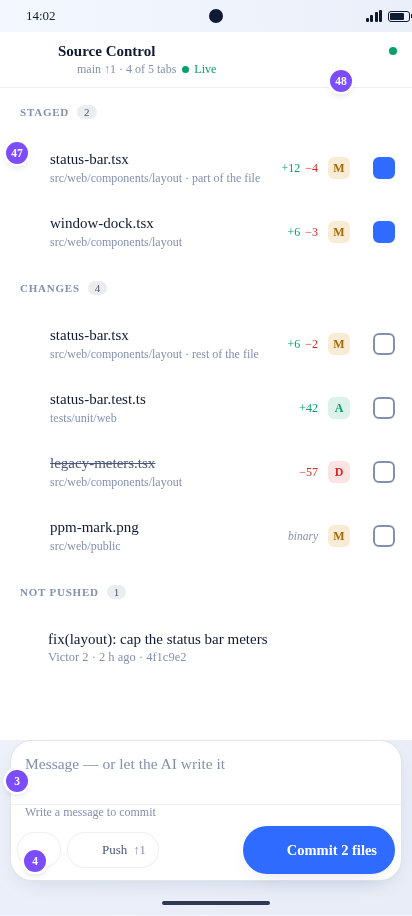 14:02
Source Control
main ↑1 · 4 of 5 tabs ● Live
48
STAGED 2
47
status-bar.tsx
+12 −4 M
src/web/components/layout · part of the file
window-dock.tsx
+6 −3 M
src/web/components/layout
CHANGES 4
status-bar.tsx
+6 −2 M
src/web/components/layout · rest of the file
status-bar.test.ts
+42 A
tests/unit/web
legacy-meters.tsx
−57 D
src/web/components/layout
ppm-mark.png
binary M
src/web/public
NOT PUSHED 1
fix(layout): cap the status bar meters
Victor 2 · 2 h ago · 4f1c9e2
Message — or let the AI write it
3
Write a message to commit
4
Push ↑1
Commit 2 files